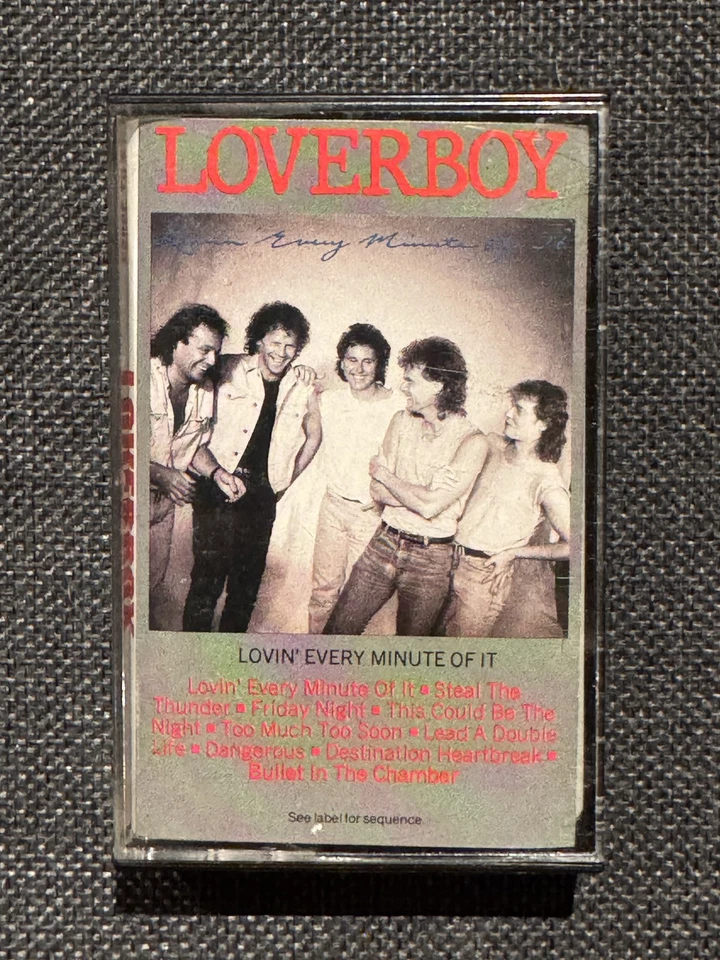 LOVERBOY
Lovin' Every Minute Of It
LOVERBOY
LOVIN' EVERY MINUTE OF IT
Lovin' Every Minute Of It ▪ Steal The
Thunder ▪ Friday Night ▪ This Could Be The
Night ▪ Too Much Too Soon ▪ Lead A Double
Life ▪ Dangerous ▪ Destination Heartbreak ▪
Bullet In The Chamber
See label for sequence.